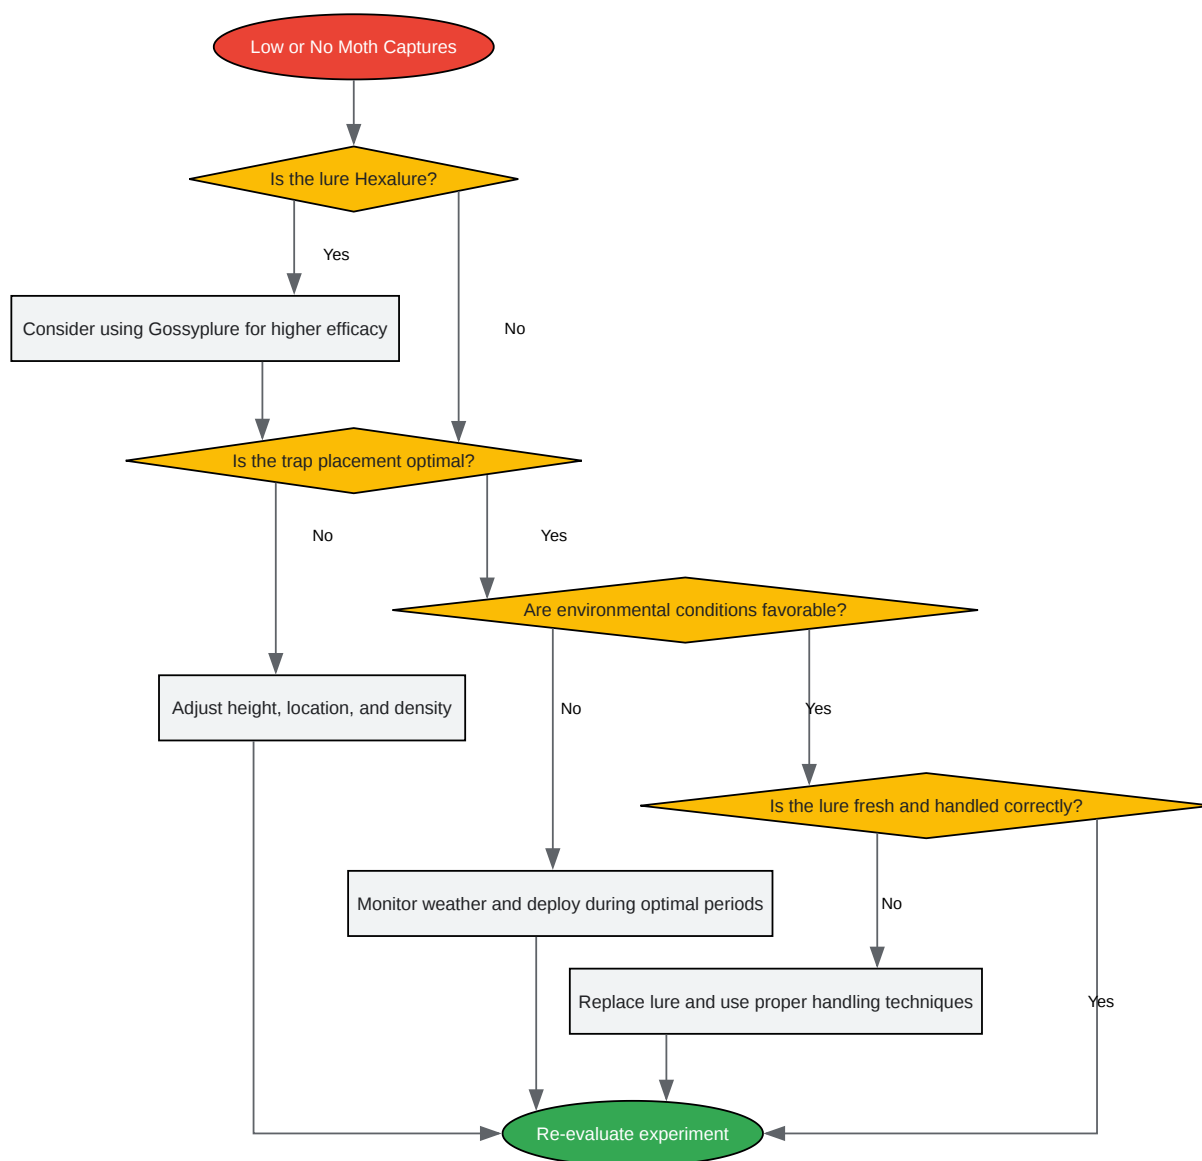 Low or No Moth Captures
Is the lure Hexalure?
Yes
Consider using Gossyplure for higher efficacy
No
Is the trap placement optimal?
No
Yes
Are environmental conditions favorable?
Adjust height, location, and density
No
Yes
Is the lure fresh and handled correctly?
Monitor weather and deploy during optimal periods
No
Replace lure and use proper handling techniques
Yes
Re-evaluate experiment